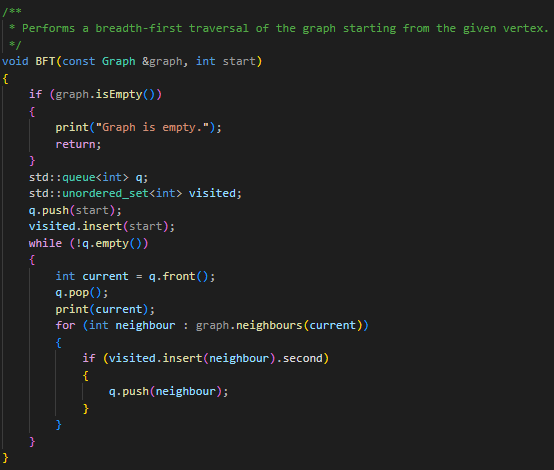 /**
 * Performs a breadth-first traversal of the graph starting from the given vertex.
 */
void BFT(const Graph &graph, int start)
{
    if (graph.isEmpty())
    {
        print("Graph is empty.");
        return;
    }
    std::queue<int> q;
    std::unordered_set<int> visited;
    q.push(start);
    visited.insert(start);
    while (!q.empty())
    {
        int current = q.front();
        q.pop();
        print(current);
        for (int neighbour : graph.neighbours(current))
        {
            if (visited.insert(neighbour).second)
            {
                q.push(neighbour);
            }
        }
    }
}